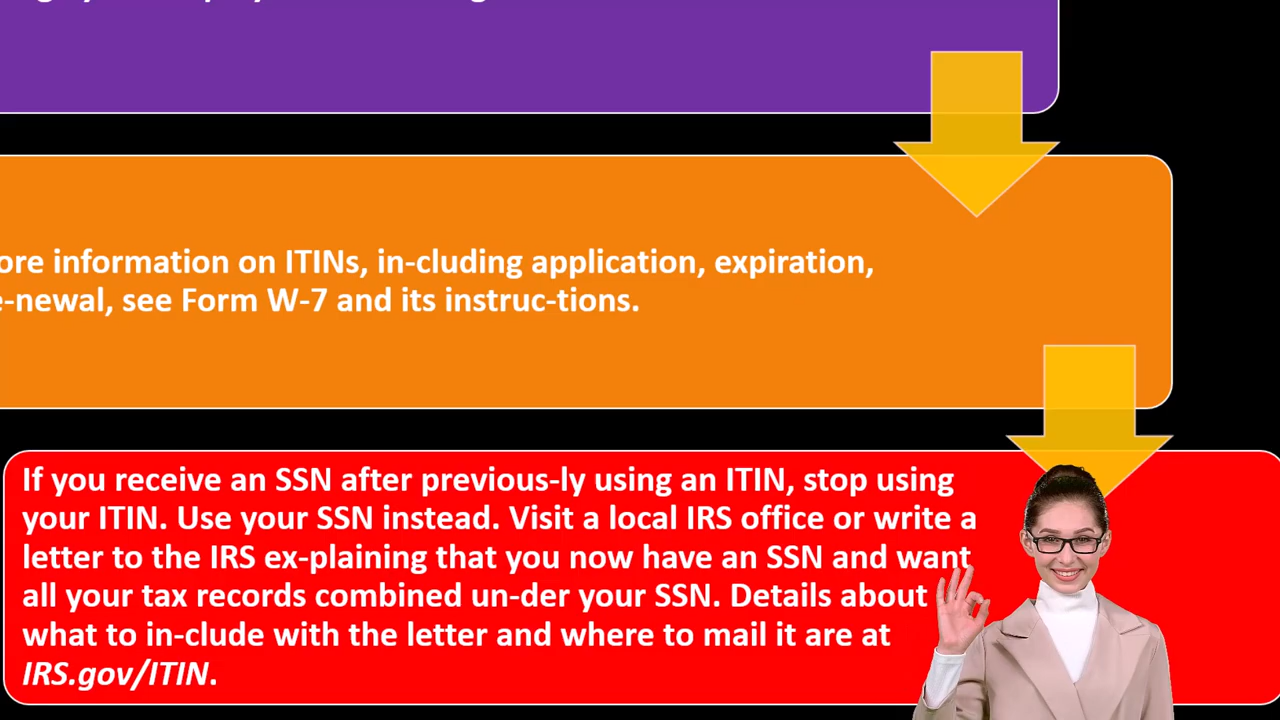 ore information on ITINs, in-cluding application, expiration,
e-newal, see Form W-7 and its instruc-tions.
If you receive an SSN after previous-ly using an ITIN, stop using
your ITIN. Use your SSN instead. Visit a local IRS office or write a
letter to the IRS ex-plaining that you now have an SSN and want
all your tax records combined un-der your SSN. Details about
what to in-clude with the letter and where to mail it are at
IRS.gov/ITIN.